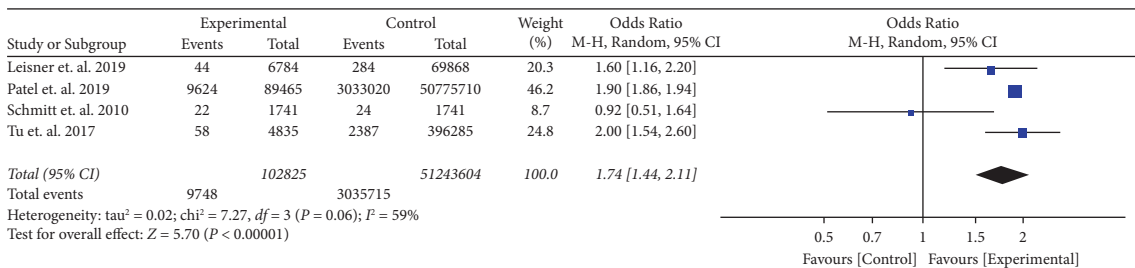 Experimental Control Weight Odds Ratio Odds Ratio
Study or Subgroup Events Total Events Total (%) M-H, Random, 95% CI M-H, Random, 95% CI
Leisner et. al. 2019 44 6784 284 69868 20.3 1.60 [1.16, 2.20]
Patel et. al. 2019 9624 89465 3033020 50775710 46.2 1.90 [1.86, 1.94]
Schmitt et. al. 2010 22 1741 24 1741 8.7 0.92 [0.51, 1.64]
Tu et. al. 2017 58 4835 2387 396285 24.8 2.00 [1.54, 2.60]
Total (95% CI) 102825 51243604 100.0 1.74 [1.44, 2.11]
Total events 9748 3035715
Heterogeneity: tau² = 0.02; chi² = 7.27, df = 3 (P = 0.06); I² = 59%
Test for overall effect: Z = 5.70 (P < 0.00001)
0.5 0.7 1 1.5 2
Favours [Control] Favours [Experimental]